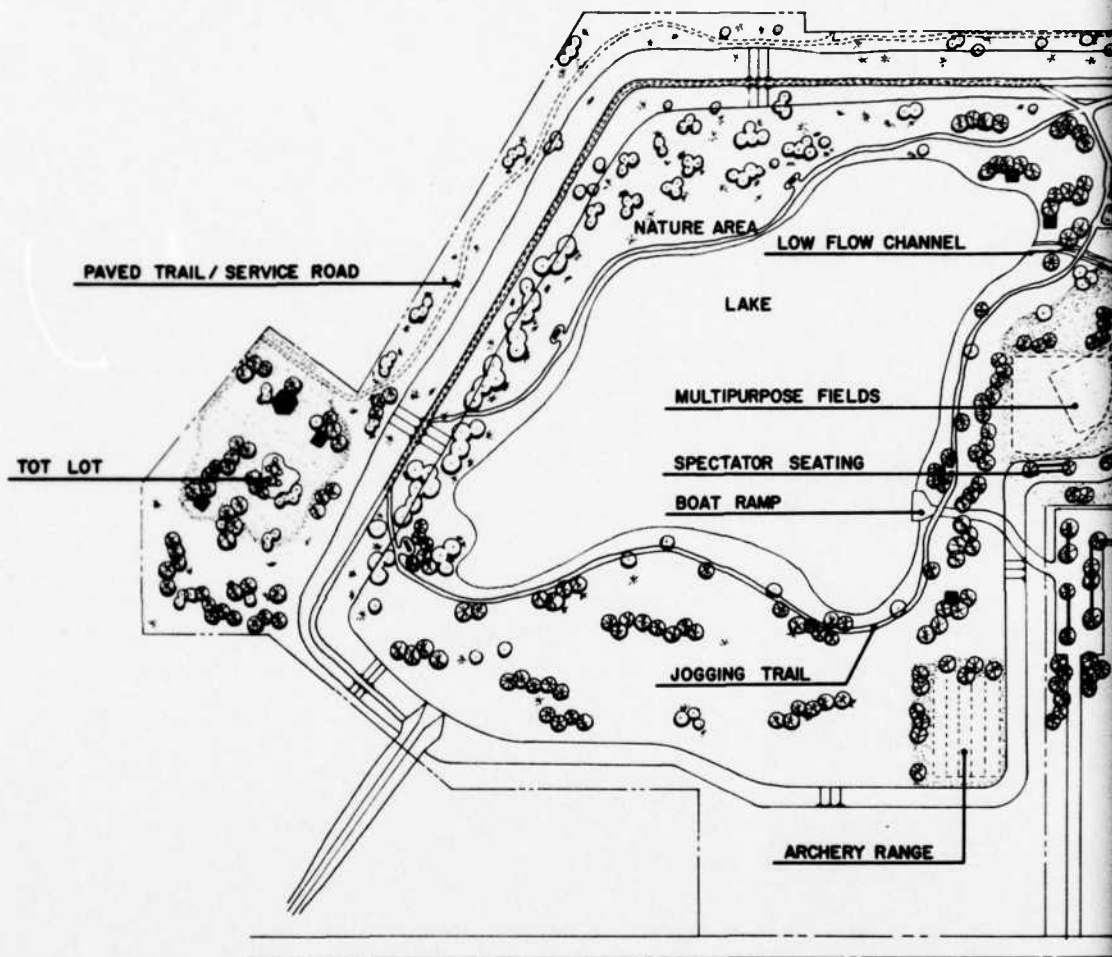 NATURE AREA
LOW FLOW CHANNEL
PAVED TRAIL / SERVICE ROAD
LAKE
MULTIPURPOSE FIELDS
TOT LOT
SPECTATOR SEATING
BOAT RAMP
JOGGING TRAIL
ARCHERY RANGE